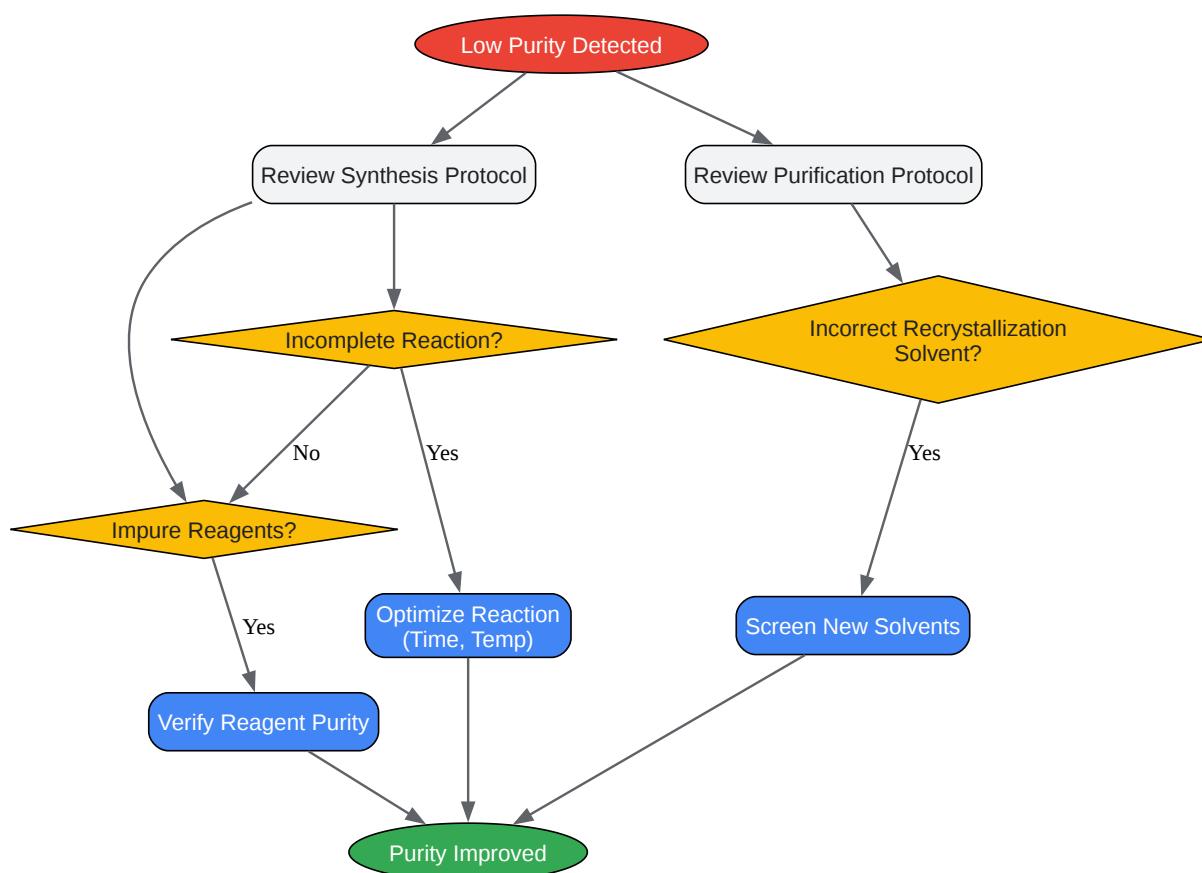 Low Purity Detected
Review Synthesis Protocol
Review Purification Protocol
Incomplete Reaction?
Incorrect Recrystallization
Solvent?
No
Yes
Yes
Impure Reagents?
Yes
Optimize Reaction
(Time, Temp)
Screen New Solvents
Verify Reagent Purity
Purity Improved